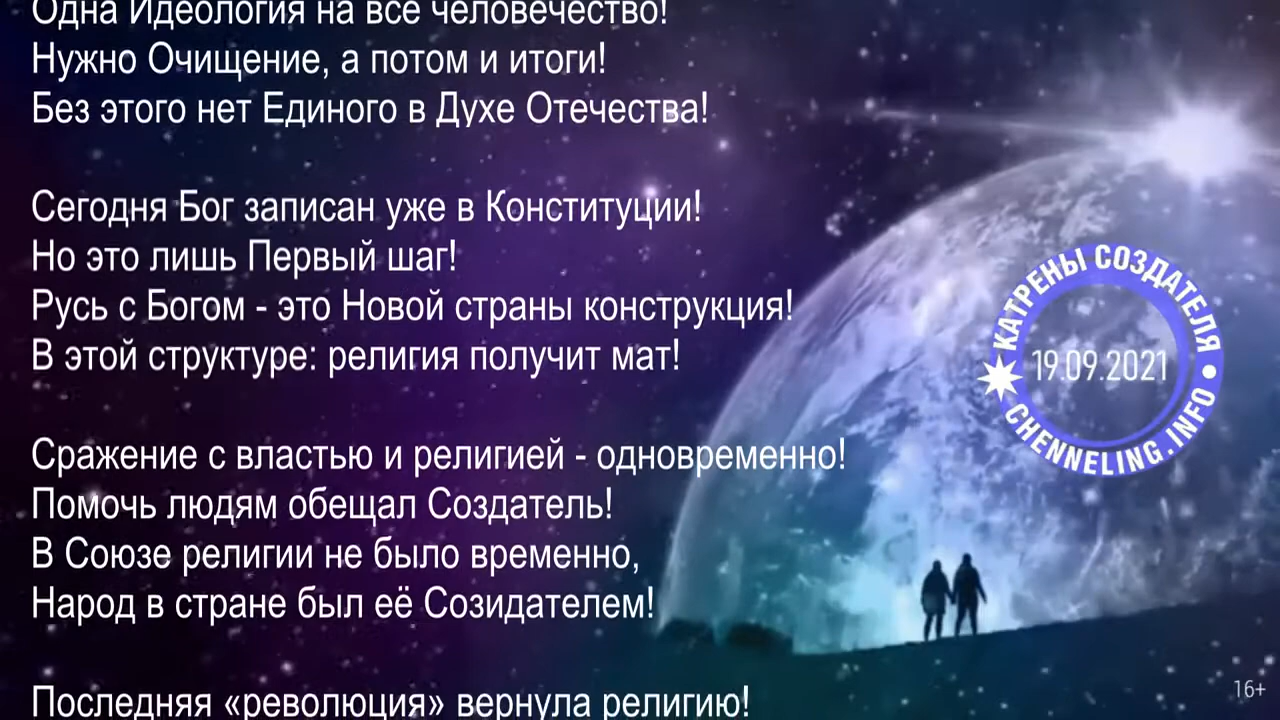 Одна Идеология на все человечество!
Нужно Очищение, а потом и итоги!
Без этого нет Единого в Духе Отечества!
Сегодня Бог записан уже в Конституции!
Но это лишь Первый шаг!
Русь с Богом - это Новой страны конструкция!
В этой структуре: религия получит мат!
Сражение с властью и религией - одновременно!
Помочь людям обещал Создатель!
В Союзе религии не было временно,
Народ в стране был её Созидателем!
Последняя «революция» вернула религию!
КАТРЕНЫ СОЗДАТЕЛЯ
19.09.2021
CHENNELING.INFO
16+